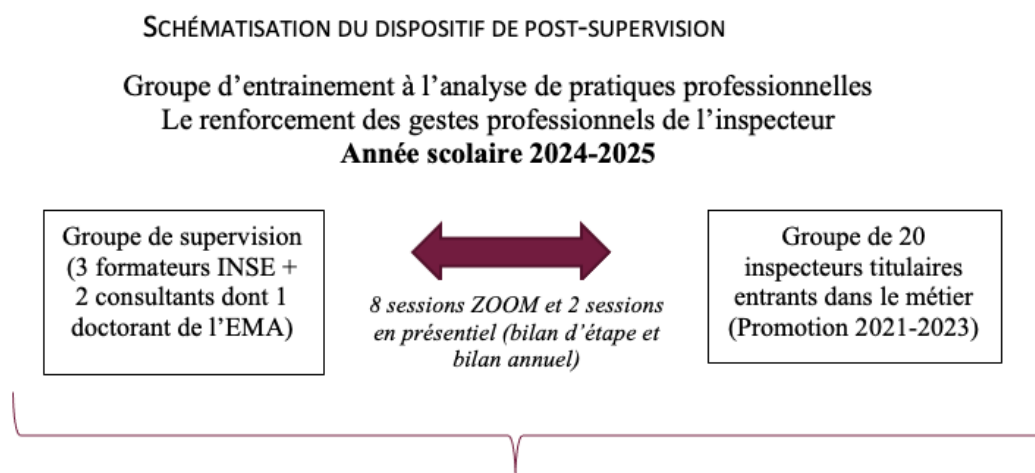 SCHÉMATISATION DU DISPOSITIF DE POST-SUPERVISION
Groupe d'entrainement à l'analyse de pratiques professionnelles
Le renforcement des gestes professionnels de l'inspecteur
Année scolaire 2024-2025
Groupe de supervision
(3 formateurs INSE +
2 consultants dont 1
doctorant de l'EMA)
8 sessions ZOOM et 2 sessions
en présentiel (bilan d'étape et
bilan annuel)
Groupe de 20
inspecteurs titulaires
entrants dans le métier
(Promotion 2021-2023)